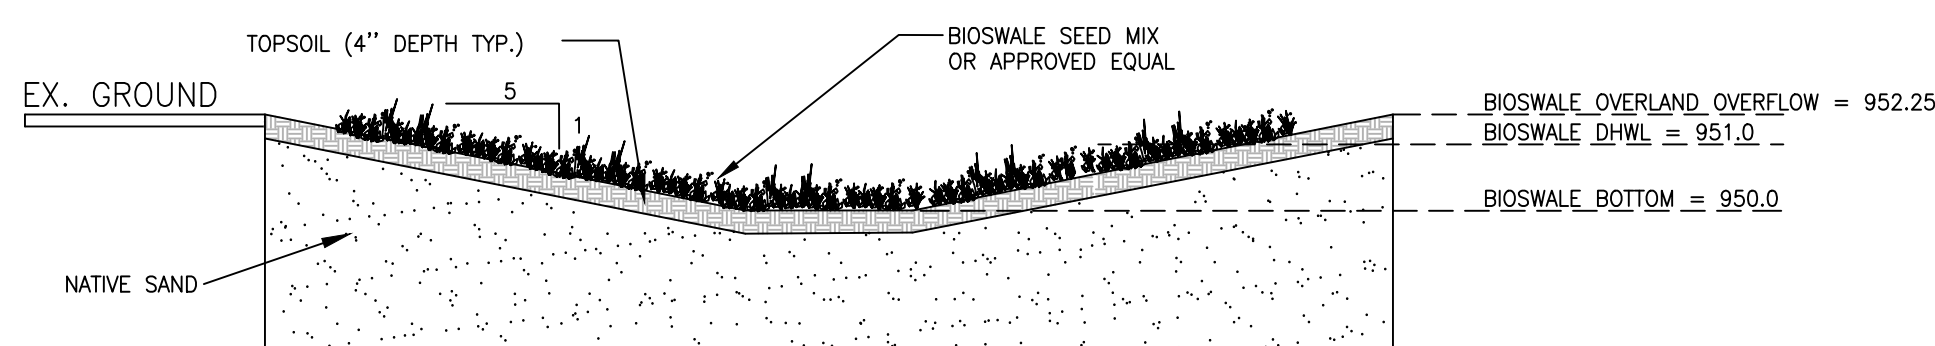 TOPSOIL (4'' DEPTH TYP.)
BIOSWALE SEED MIX
OR APPROVED EQUAL
EX. GROUND
5
1
BIOSWALE OVERLAND OVERFLOW = 952.25
BIOSWALE DHWL = 951.0
BIOSWALE BOTTOM = 950.0
NATIVE SAND